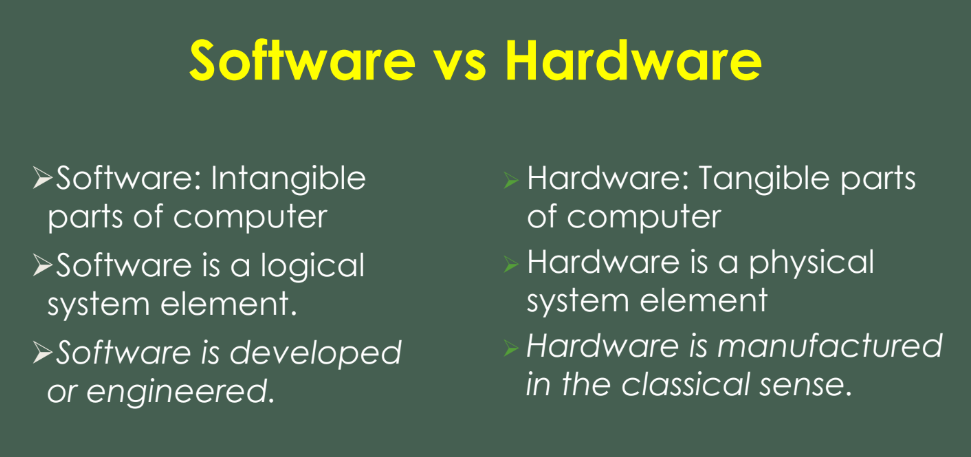 Software vs Hardware
➢Software: Intangible
parts of computer
➢Software is a logical
system element.
➢Software is developed
or engineered.
➢Hardware: Tangible parts
of computer
➢Hardware is a physical
system element
➢Hardware is manufactured
in the classical sense.